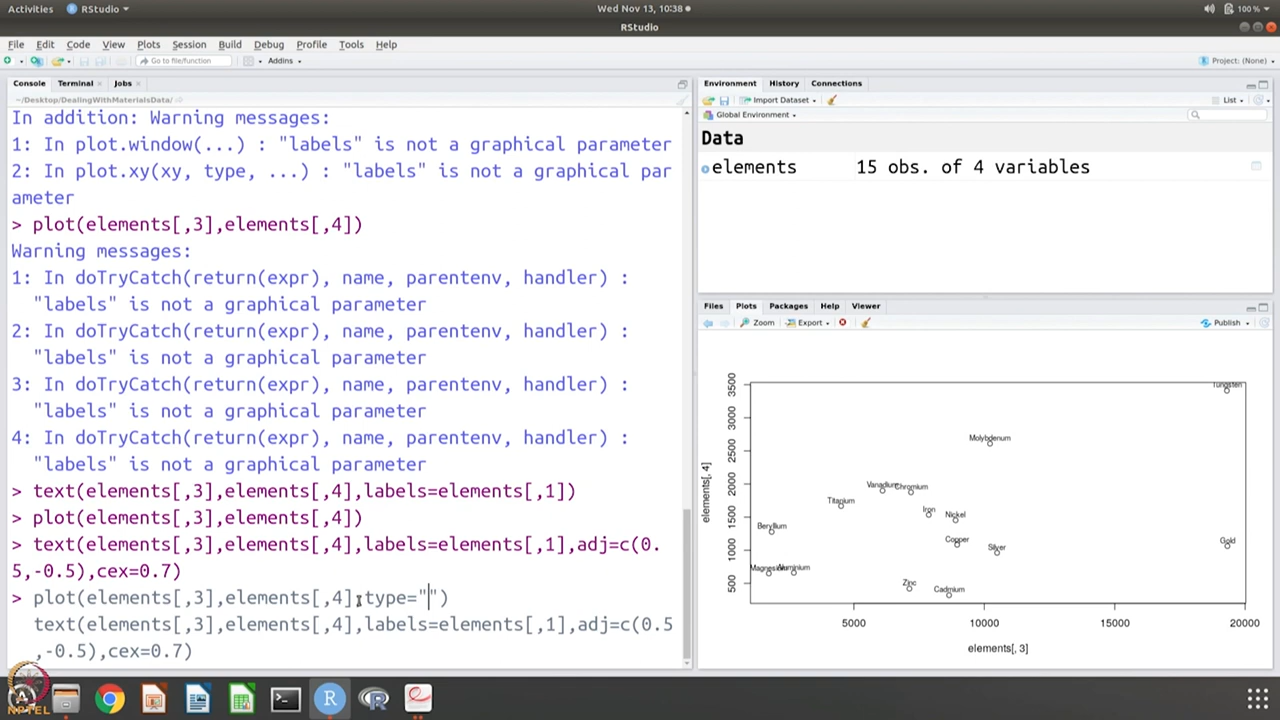 Activities
RStudio
Wed Nov 13, 10:38
100 %
RStudio
File Edit Code View Plots Session Build Debug Profile Tools Help
Go to file/function
Addins
Project: (None)
Console Terminal Jobs
~/Desktop/DealingWithMaterialsData/
In addition: Warning messages:
1: In plot.window(...) : "labels" is not a graphical parameter
2: In plot.xy(xy, type, ...) : "labels" is not a graphical par
ameter
> plot(elements[,3],elements[,4])
Warning messages:
1: In doTryCatch(return(expr), name, parentenv, handler) :
"labels" is not a graphical parameter
2: In doTryCatch(return(expr), name, parentenv, handler) :
"labels" is not a graphical parameter
3: In doTryCatch(return(expr), name, parentenv, handler) :
"labels" is not a graphical parameter
4: In doTryCatch(return(expr), name, parentenv, handler) :
"labels" is not a graphical parameter
> text(elements[,3],elements[,4],labels=elements[,1])
> plot(elements[,3],elements[,4])
> text(elements[,3],elements[,4],labels=elements[,1],adj=c(0.
5,-0.5),cex=0.7)
> plot(elements[,3],elements[,4],type="")
text(elements[,3],elements[,4],labels=elements[,1],adj=c(0.5
,-0.5),cex=0.7)
NPTEL
Environment History Connections
Import Dataset
List
Global Environment
Data
elements 15 obs. of 4 variables
Files Plots Packages Help Viewer
Zoom Export Publish
elements[, 4]
3500
3000
2500
2000
1500
1000
500
Tungsten
Molybdenum
Vanadium
Chromium
Titanium
Iron
Nickel
Beryllium
Copper
Silver
Gold
Magnesium
Aluminium
Zinc
Cadmium
5000 10000 15000 20000
elements[, 3]